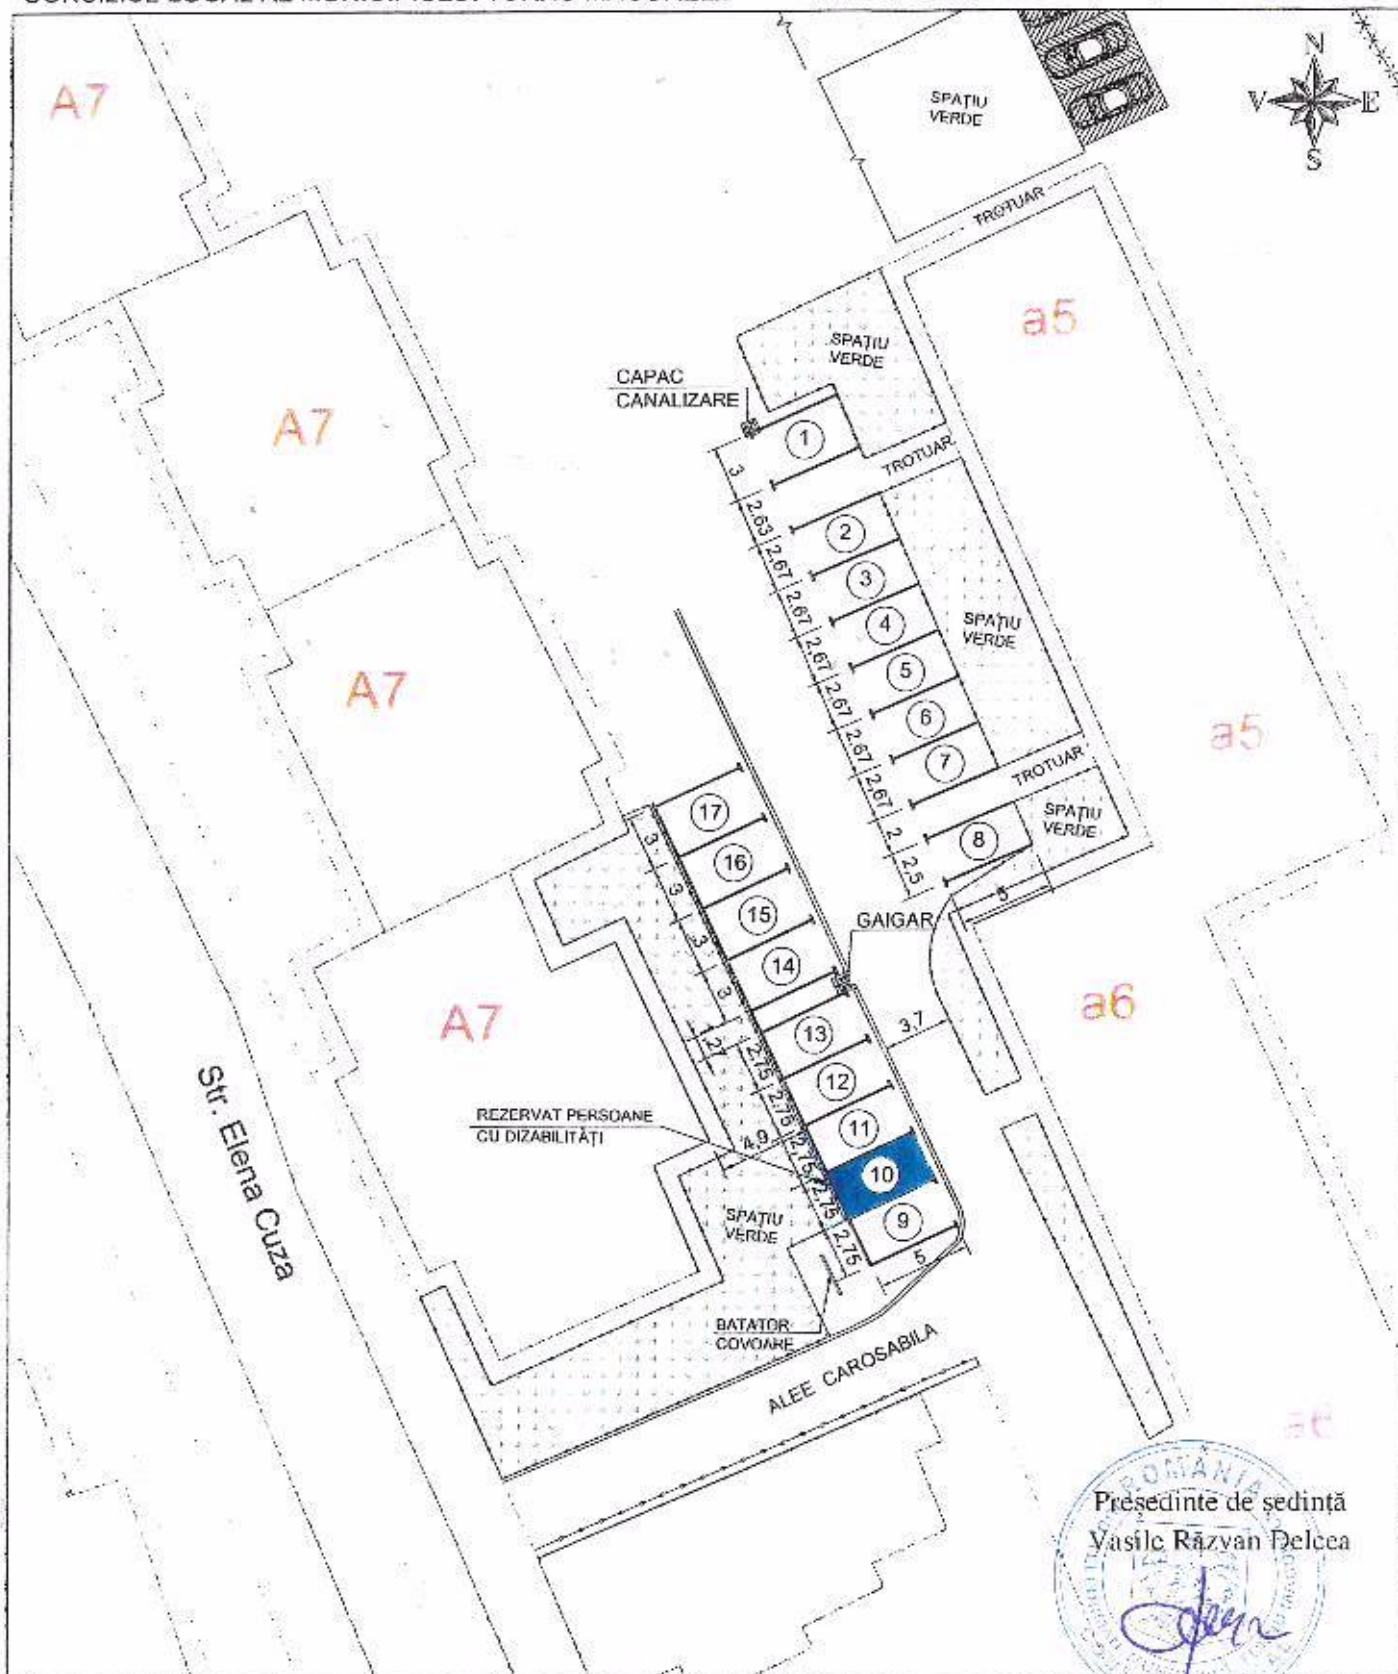 A7
SPAȚIU
VERDE
N
V
E
S
TROTUAR
a5
SPAȚIU
VERDE
CAPAC
CANALIZARE
A7
1
TROTUAR
3
2,63
2
2,67
3
2,67
4
SPAȚIU
VERDE
2,67
5
A7
2,67
6
a5
2,67
7
TROTUAR
2,67
SPAȚIU
VERDE
17
2
8
3
2,5
16
3
5
15
GAIGAR
3
14
a6
3
A7
13
3,7
1,27
2,75
12
2,75
REZERVAT PERSOANE
CU DIZABILITĂȚI
11
4,9
2,75
10
2,75
9
SPAȚIU
VERDE
2,75
5
Str. Elena Cuza
BATATOR
COVOARE
ALEE CAROSABILA
a6
ROMÂNIA
Președinte de ședință
Vasile Răzvan Delcea